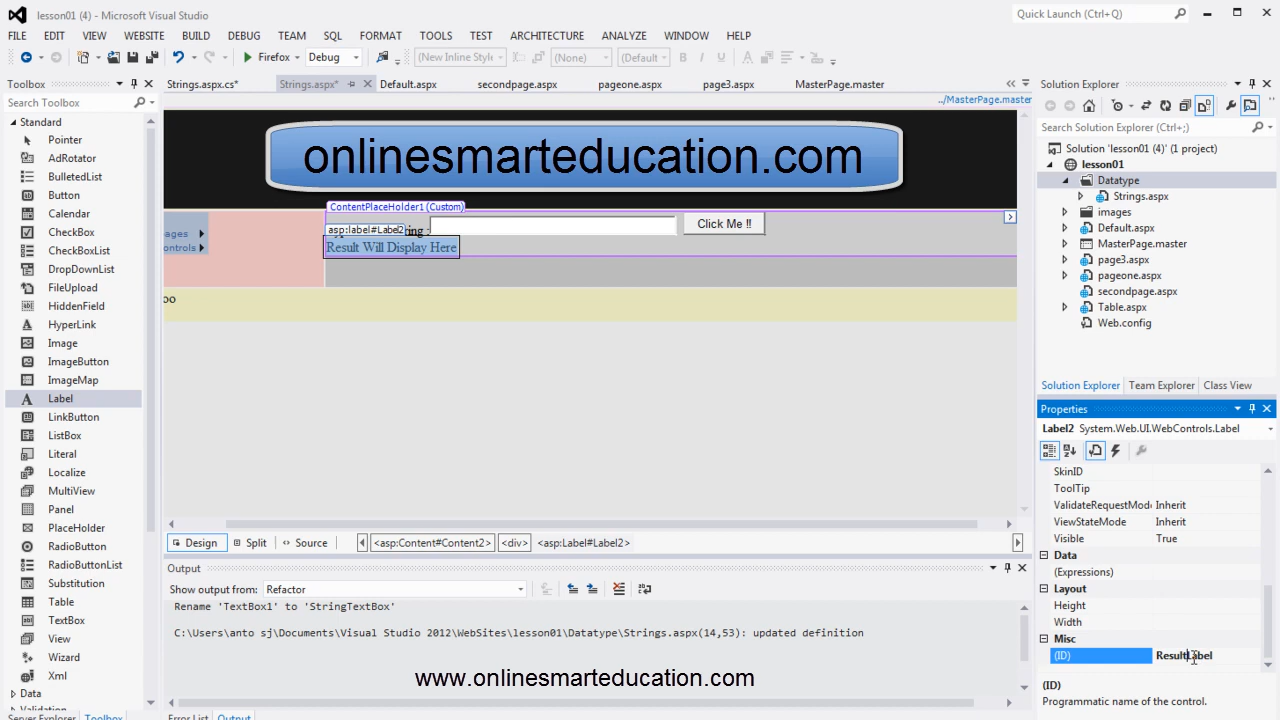 lesson01 (4) - Microsoft Visual Studio
Quick Launch (Ctrl+Q)
FILE EDIT VIEW WEBSITE BUILD DEBUG TEAM SQL FORMAT TOOLS TEST ARCHITECTURE ANALYZE WINDOW HELP
Firefox Debug (New Inline Style (None) (Default
Toolbox
Search Toolbox
Standard
Pointer
AdRotator
BulletedList
Button
Calendar
CheckBox
CheckBoxList
DropDownList
FileUpload
HiddenField
HyperLink
Image
ImageButton
ImageMap
Label
LinkButton
ListBox
Literal
Localize
MultiView
Panel
PlaceHolder
RadioButton
RadioButtonList
Substitution
Table
TextBox
View
Wizard
Xml
Data
Validation
Server Explorer Toolbox
Strings.aspx.cs* Strings.aspx* Default.aspx secondpage.aspx pageone.aspx page3.aspx MasterPage.master
../MasterPage.master
onlinesmarteducation.com
ContentPlaceHolder1 (Custom)
asp:label#Label2 ing : Click Me !!
ages
ontrols
Result Will Display Here
oo
Design Split Source <asp:Content#Content2> <div> <asp:Label#Label2>
Output
Show output from: Refactor
Rename 'TextBox1' to 'StringTextBox'
C:\Users\anto sj\Documents\Visual Studio 2012\WebSites\lesson01\Datatype\Strings.aspx(14,53): updated definition
www.onlinesmarteducation.com
Error List Output
Solution Explorer
Search Solution Explorer (Ctrl+;)
Solution 'lesson01 (4)' (1 project)
lesson01
Datatype
Strings.aspx
images
Default.aspx
MasterPage.master
page3.aspx
pageone.aspx
secondpage.aspx
Table.aspx
Web.config
Solution Explorer Team Explorer Class View
Properties
Label2 System.Web.UI.WebControls.Label
SkinID
ToolTip
ValidateRequestMod Inherit
ViewStateMode Inherit
Visible True
Data
(Expressions)
Layout
Height
Width
Misc
(ID) ResultLabel
(ID)
Programmatic name of the control.